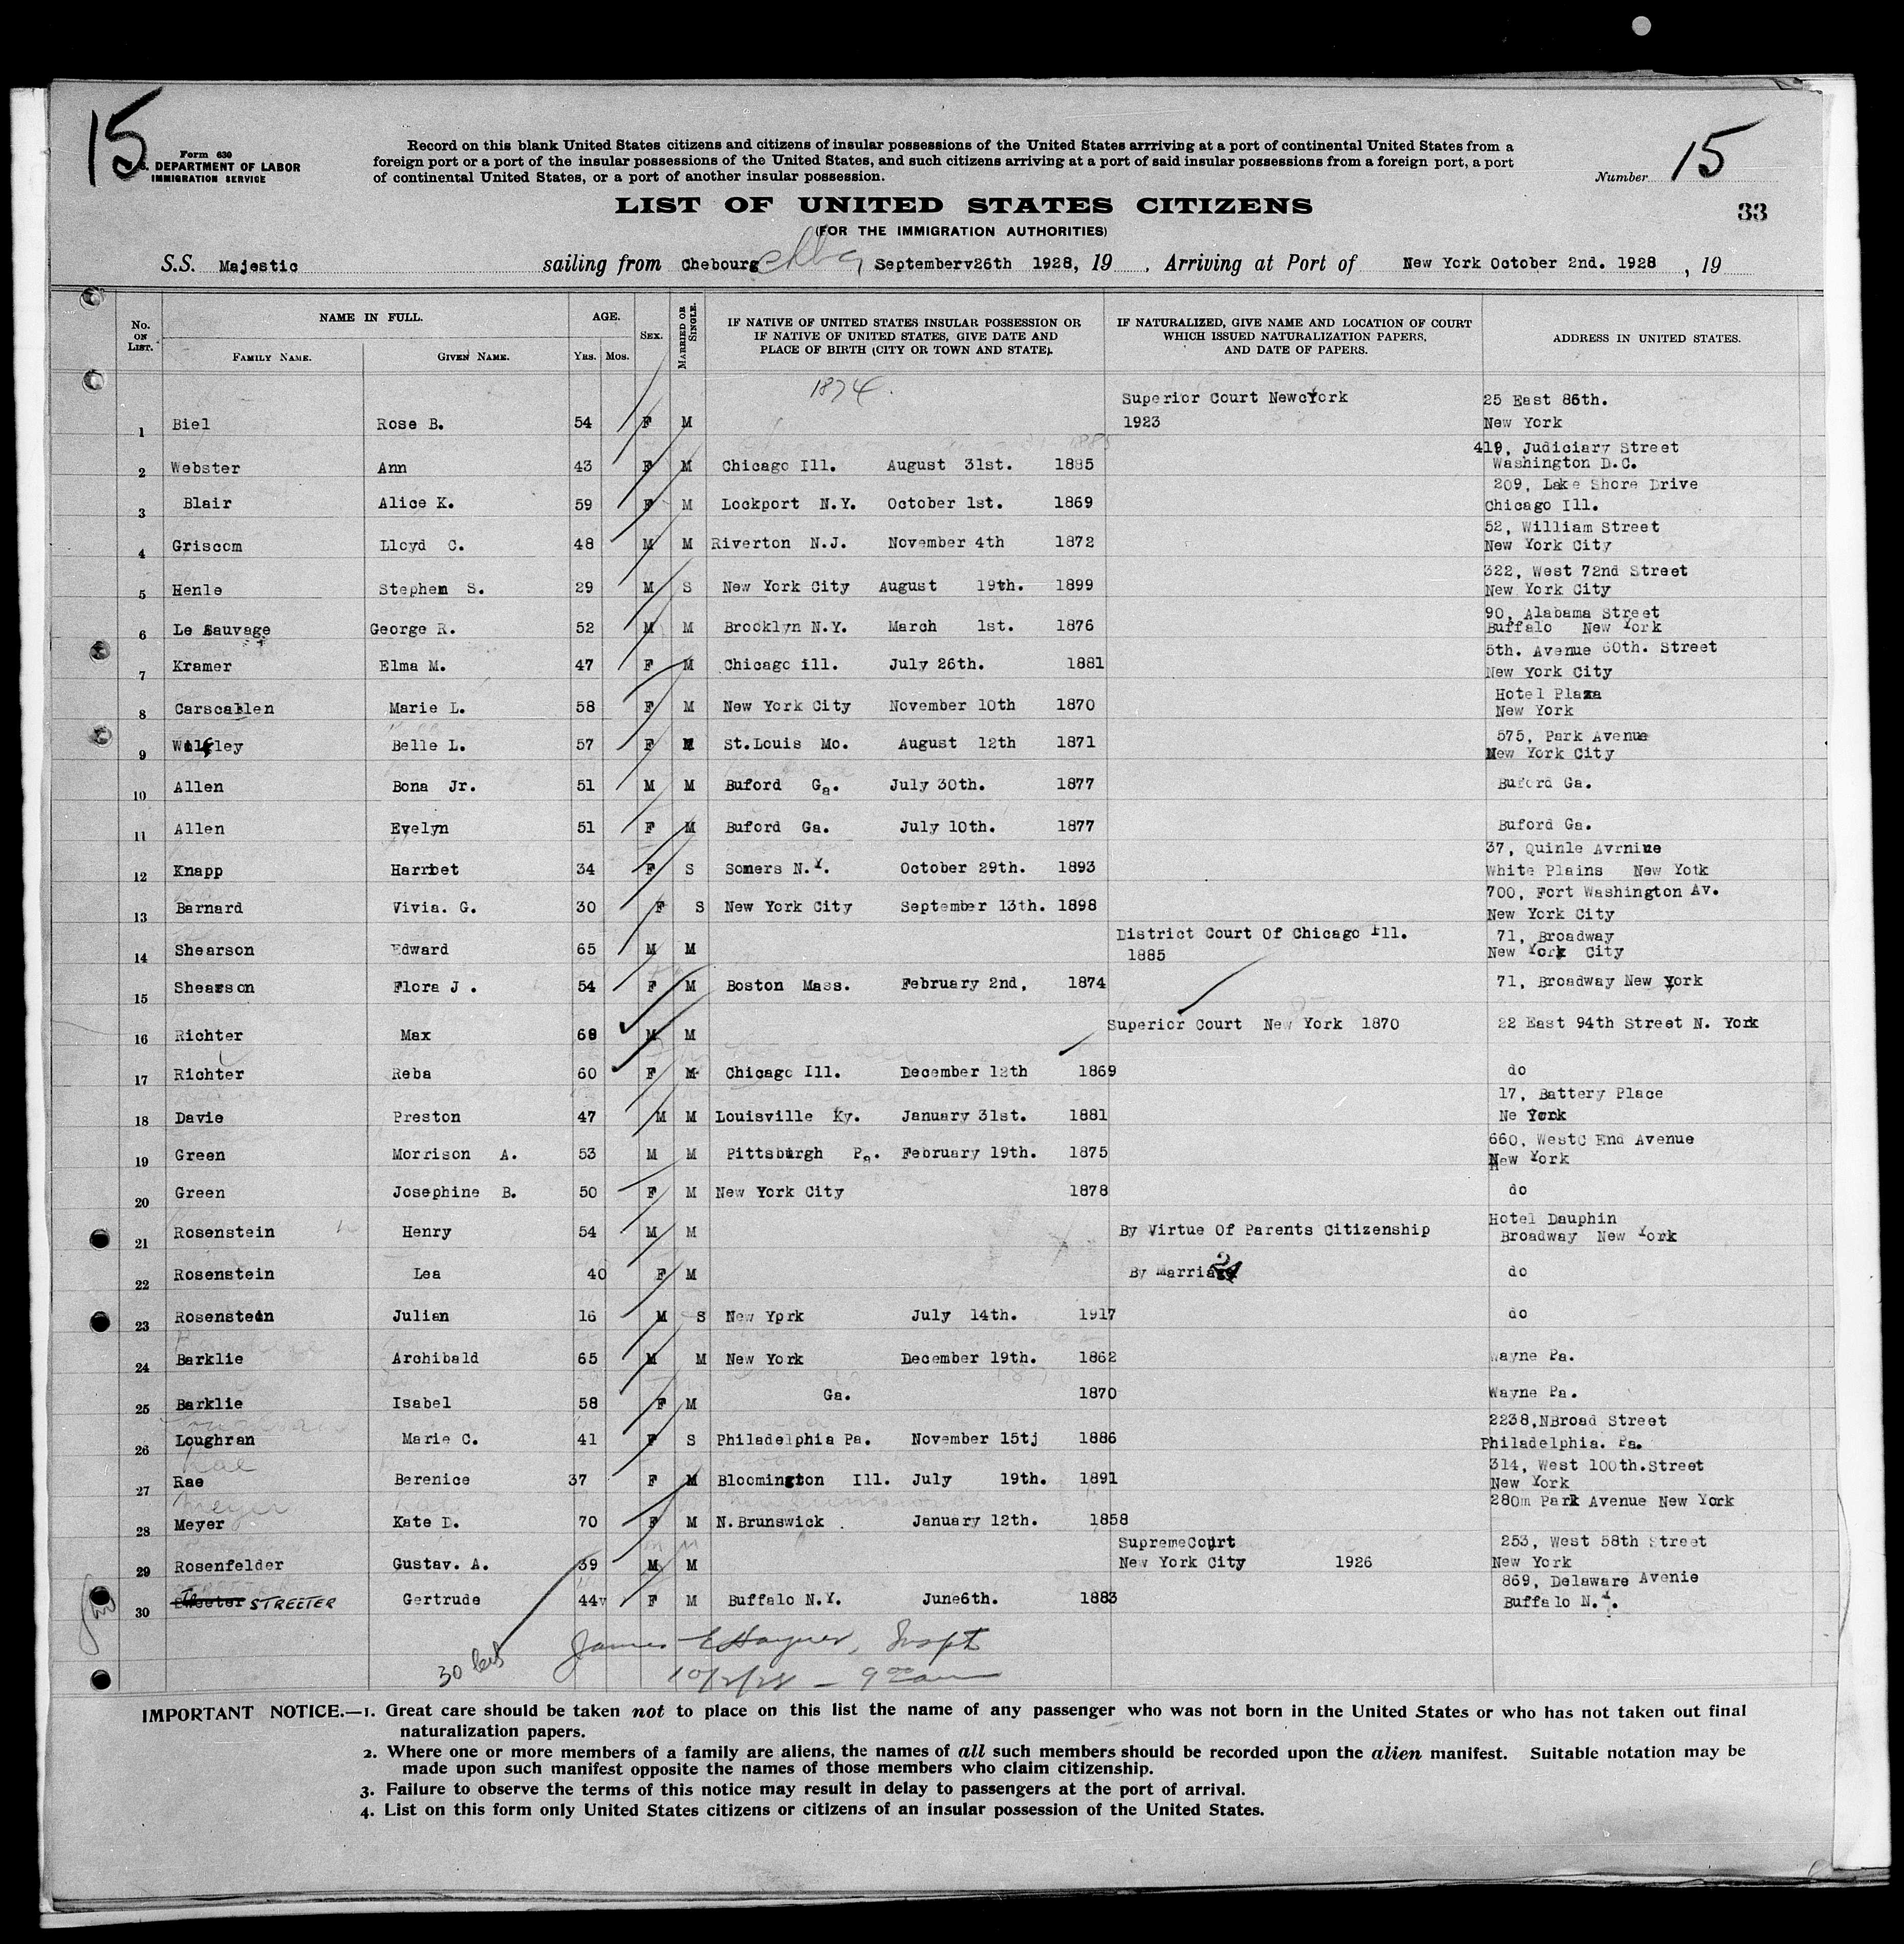 15
Form 630
DEPARTMENT OF LABOR
IMMIGRATION SERVICE
Record on this blank United States citizens and citizens of insular possessions of the United States arrriving at a port of continental United States from a
foreign port or a port of the insular possessions of the United States, and such citizens arriving at a port of said insular possessions from a foreign port, a port
of continental United States, or a port of another insular possession.
Number 15
LIST OF UNITED STATES CITIZENS
33
(FOR THE IMMIGRATION AUTHORITIES)
S.S. Majestic sailing from Chebourg Septemberv26th 1928, 19 , Arriving at Port of New York October 2nd. 1928 , 19
No. ON LIST. NAME IN FULL. FAMILY NAME. GIVEN NAME. AGE. Yrs. Mos. SEX. MARRIED OR SINGLE. IF NATIVE OF UNITED STATES INSULAR POSSESSION OR IF NATIVE OF UNITED STATES, GIVE DATE AND PLACE OF BIRTH (CITY OR TOWN AND STATE). IF NATURALIZED, GIVE NAME AND LOCATION OF COURT WHICH ISSUED NATURALIZATION PAPERS, AND DATE OF PAPERS. ADDRESS IN UNITED STATES.
1 Biel Rose B. 54 F M 1874 Superior Court NewcYork 1923 25 East 86th. New York
2 Webster Ann 43 F M Chicago Ill. August 31st. 1885 419, Judiciary Street Washington D.C.
3 Blair Alice K. 59 F M Lockport N.Y. October 1st. 1869 209, Lake Shore Drive Chicago Ill.
4 Griscom Lloyd C. 48 M M Riverton N.J. November 4th 1872 52, William Street New York City
5 Henle Stephen S. 29 M S New York City August 19th. 1899 322, West 72nd Street New York City
6 Le Sauvage George R. 52 M M Brooklyn N.Y. March 1st. 1876 90, Alabama Street Buffalo New York
7 Kramer Elma M. 47 F M Chicago ill. July 26th. 1881 5th. Avenue 60th. Street New York City
8 Carscallen Marie L. 58 F M New York City November 10th 1870 Hotel Plaza New York
9 Wolfley Belle L. 57 F M St.Louis Mo. August 12th 1871 575, Park Avenue New York City
10 Allen Bona Jr. 51 M M Buford Ga. July 30th. 1877 Buford Ga.
11 Allen Evelyn 51 F M Buford Ga. July 10th. 1877 Buford Ga.
12 Knapp Harriet 34 F S Somers N.Y. October 29th. 1893 37, Quinle Avrniue White Plains New Yotk
13 Barnard Vivia. G. 30 F S New York City September 13th. 1898 700, Fort Washington Av. New York City
14 Shearson Edward 65 M M District Court Of Chicago Ill. 1885 71, Broadway New York City
15 Shearson Flora J . 54 F M Boston Mass. February 2nd, 1874 71, Broadway New york
16 Richter Max 68 M M Superior Court New York 1870 22 East 94th Street N. York
17 Richter Reba 60 F M Chicago Ill. December 12th 1869 do
18 Davie Preston 47 M M Louisville Ky. January 31st. 1881 17, Battery Place Ne York
19 Green Morrison A. 53 M M Pittsburgh Pa. February 19th. 1875 660, Westc End Avenue New York
20 Green Josephine B. 50 F M New York City 1878 do
21 Rosenstein Henry 54 M M By Virtue Of Parents Citizenship Hotel Dauphin Broadway New York
22 Rosenstein Lea 40 F M By Marriage do
23 Rosenstein Julian 16 M S New Yprk July 14th. 1917 do
24 Barklie Archibald 65 M M New York December 19th. 1862 Wayne Pa.
25 Barklie Isabel 58 F M Ga. 1870 Wayne Pa.
26 Loughran Marie C. 41 F S Philadelphia Pa. November 15tj 1886 2238,NBroad Street Philadelphia. Pa.
27 Rae Berenice 37 F M Bloomington Ill. July 19th. 1891 314, West 100th.Street New York
28 Meyer Kate D. 70 F M N.Brunswick . January 12th. 1858 280m Park Avenue New York
29 Rosenfelder Gustav. A. 39 M M SupremeCourt New York City 1926 253, West 58th Street New York
30 STREETER Gertrude 44v F M Buffalo N.Y. June6th. 1883 869, Delaware Avenie Buffalo N.Y.
James E Hayner, Inspt
10/2/28 – 9 00 am
IMPORTANT NOTICE.—1. Great care should be taken not to place on this list the name of any passenger who was not born in the United States or who has not taken out final
naturalization papers.
2. Where one or more members of a family are aliens, the names of all such members should be recorded upon the alien manifest. Suitable notation may be
made upon such manifest opposite the names of those members who claim citizenship.
3. Failure to observe the terms of this notice may result in delay to passengers at the port of arrival.
4. List on this form only United States citizens or citizens of an insular possession of the United States.